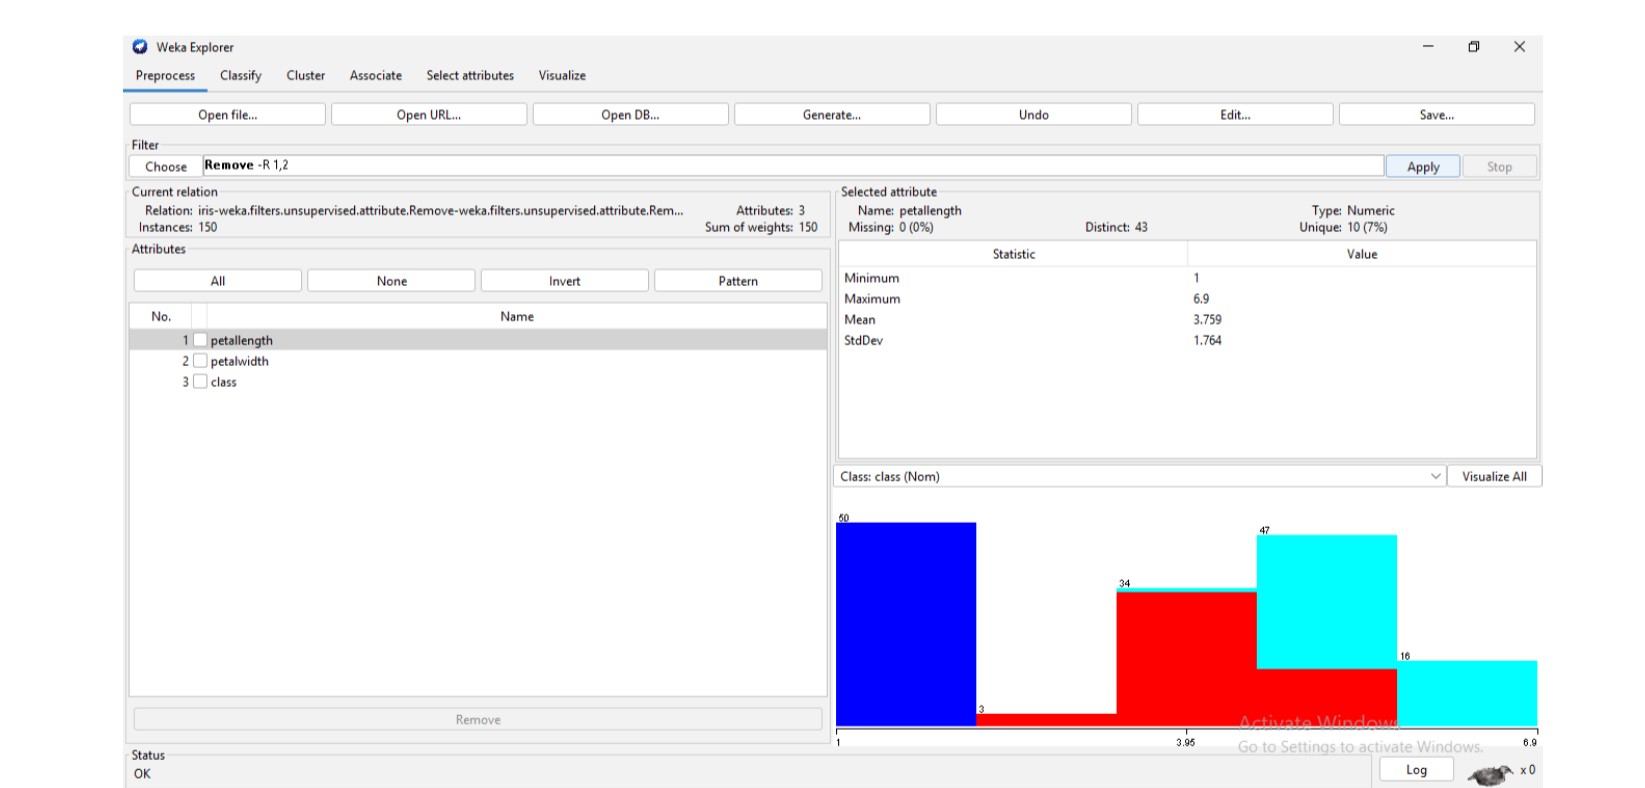 Weka Explorer
Preprocess Classify Cluster Associate Select attributes Visualize
Open file... Open URL... Open DB... Generate... Undo Edit... Save...
Filter
Choose Remove -R 1,2 Apply Stop
Current relation
Relation: iris-weka.filters.unsupervised.attribute.Remove-weka.filters.unsupervised.attribute.Rem... Attributes: 3
Instances: 150 Sum of weights: 150
Attributes
All None Invert Pattern
No. Name
1 petallength
2 petalwidth
3 class
Remove
Selected attribute
Name: petallength Type: Numeric
Missing: 0 (0%) Distinct: 43 Unique: 10 (7%)
Statistic Value
Minimum 1
Maximum 6.9
Mean 3.759
StdDev 1.764
Class: class (Nom) Visualize All
50
47
34
16
3
1 3.95 6.9
Activate Windows
Go to Settings to activate Windows.
Status
OK
Log x 0